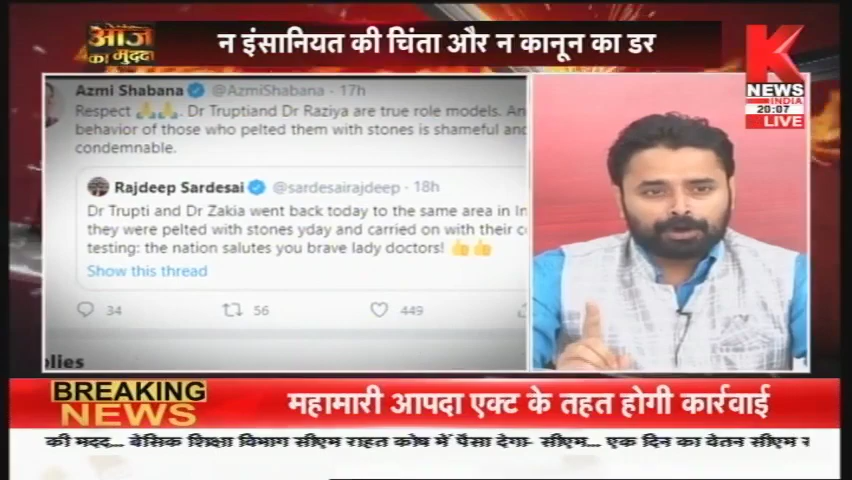 आज
का मुद्दा
न इंसानियत की चिंता और न कानून का डर
K
NEWS
INDIA
20:07
LIVE
Azmi Shabana @AzmiShabana · 17h
Respect 🙏🙏. Dr Truptiand Dr Raziya are true role models. An
behavior of those who pelted them with stones is shameful and
condemnable.
Rajdeep Sardesai @sardesairajdeep · 18h
Dr Trupti and Dr Zakia went back today to the same area in In
they were pelted with stones yday and carried on with their c
testing: the nation salutes you brave lady doctors! 👍👍
Show this thread
34 56 449
plies
BREAKING
NEWS
महामारी आपदा एक्ट के तहत होगी कार्रवाई
की मदद... बेसिक शिक्षा विभाग सीएम राहत कोष में पैसा देगा- सीएम... एक दिन का वेतन सीएम